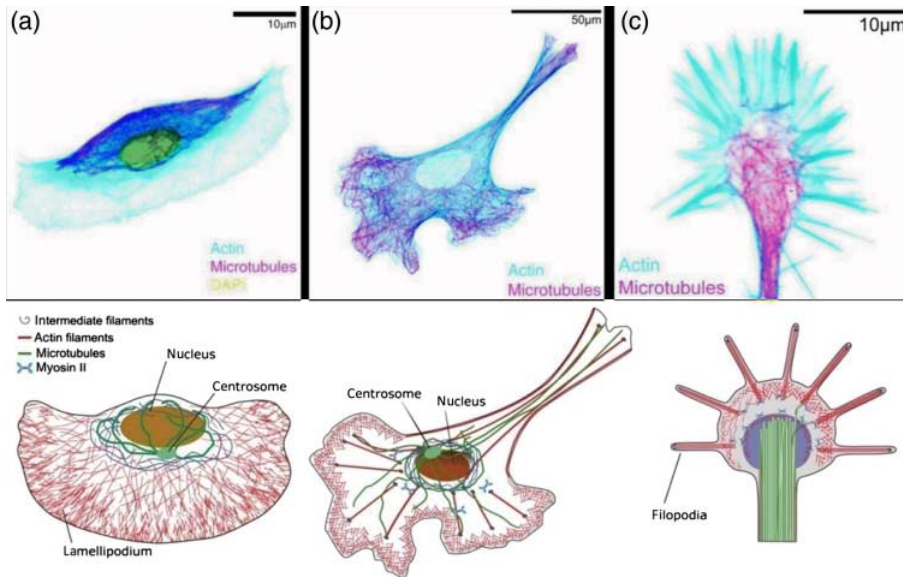 (a)
10μm
Actin
Microtubules
DAPI
(b)
50μm
Actin
Microtubules
(c)
10μm
Actin
Microtubules
Intermediate filaments
Actin filaments
Microtubules
Myosin II
Nucleus
Centrosome
Lamellipodium
Centrosome
Nucleus
Filopodia